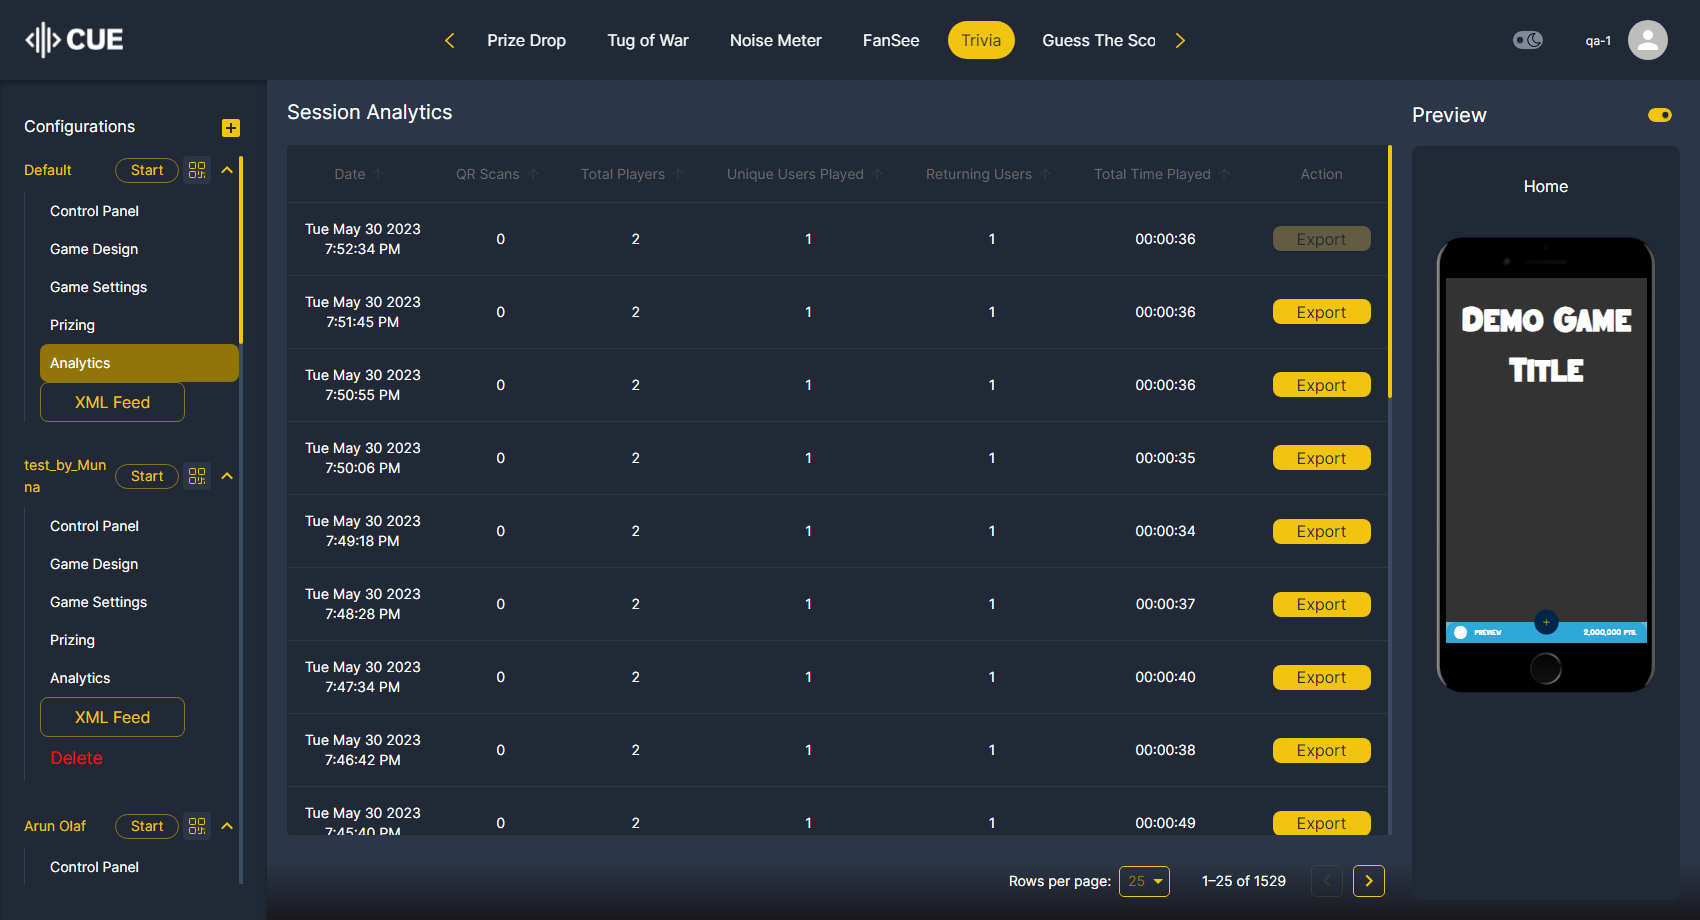 CUE
Prize Drop Tug of War Noise Meter FanSee Trivia Guess The Sco
qa-1
Configurations
Default Start
Control Panel
Game Design
Game Settings
Prizing
Analytics
XML Feed
test_by_Mun
na
Start
Control Panel
Game Design
Game Settings
Prizing
Analytics
XML Feed
Delete
Arun Olaf Start
Control Panel
Session Analytics
Date QR Scans Total Players Unique Users Played Returning Users Total Time Played Action
Tue May 30 2023
7:52:34 PM
0 2 1 1 00:00:36 Export
Tue May 30 2023
7:51:45 PM
0 2 1 1 00:00:36 Export
Tue May 30 2023
7:50:55 PM
0 2 1 1 00:00:36 Export
Tue May 30 2023
7:50:06 PM
0 2 1 1 00:00:35 Export
Tue May 30 2023
7:49:18 PM
0 2 1 1 00:00:34 Export
Tue May 30 2023
7:48:28 PM
0 2 1 1 00:00:37 Export
Tue May 30 2023
7:47:34 PM
0 2 1 1 00:00:40 Export
Tue May 30 2023
7:46:42 PM
0 2 1 1 00:00:38 Export
Tue May 30 2023
7:45:40 PM
0 2 1 1 00:00:49 Export
Rows per page: 25 1–25 of 1529
Preview
Home
Demo Game
Title
PREVIEW 2,000,000 PTS.